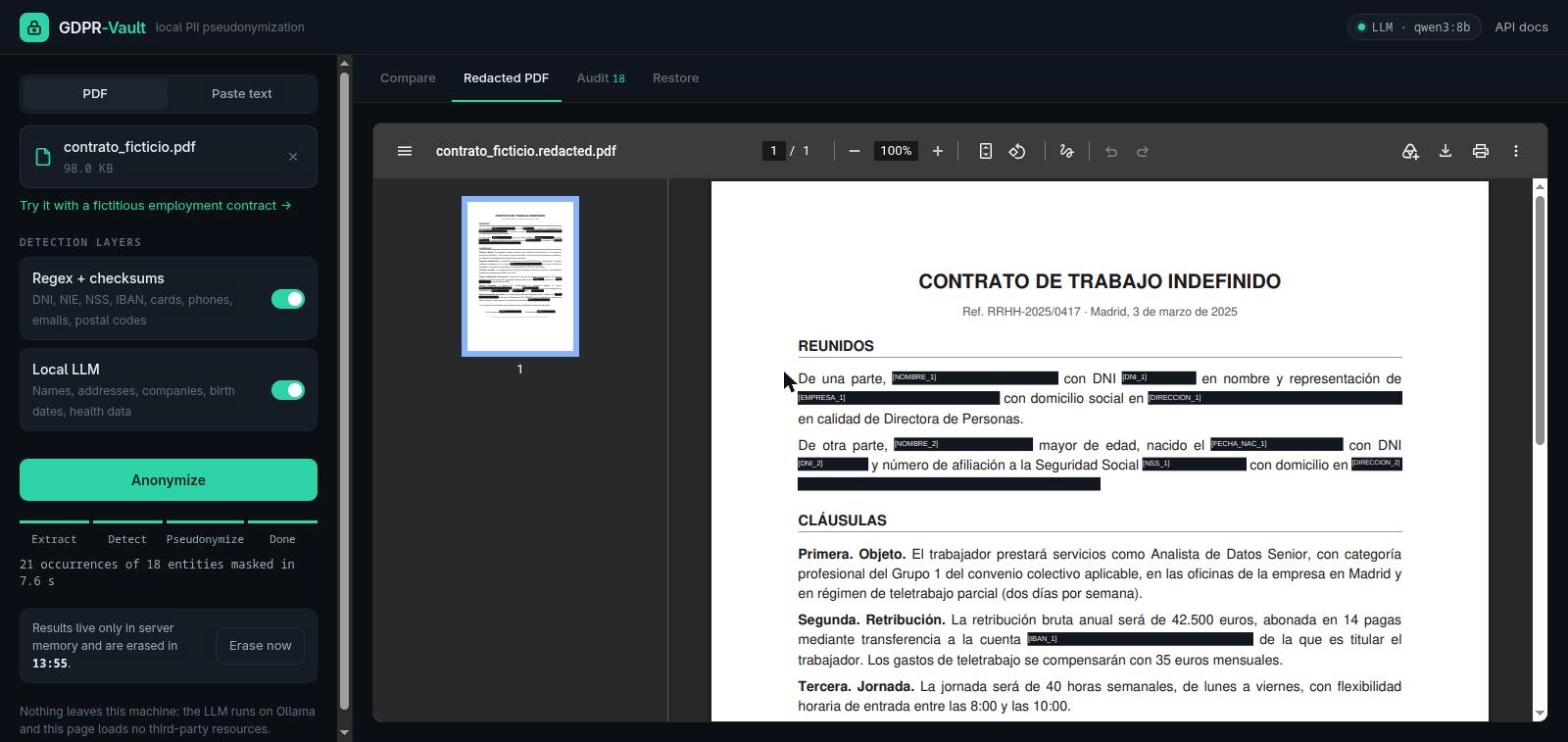 GDPR-Vault local PII pseudonymization
LLM · qwen3:8b
API docs
PDF
Paste text
contrato_ficticio.pdf
98.0 KB
Try it with a fictitious employment contract →
DETECTION LAYERS
Regex + checksums
DNI, NIE, NSS, IBAN, cards, phones,
emails, postal codes
Local LLM
Names, addresses, companies, birth
dates, health data
Anonymize
Extract Detect Pseudonymize Done
21 occurrences of 18 entities masked in
7.6 s
Results live only in server
memory and are erased in
13:55.
Erase now
Nothing leaves this machine: the LLM runs on Ollama
and this page loads no third-party resources.
Compare Redacted PDF Audit 18 Restore
contrato_ficticio.redacted.pdf
1 / 1
100%
1
CONTRATO DE TRABAJO INDEFINIDO
Ref. RRHH-2025/0417 · Madrid, 3 de marzo de 2025
REUNIDOS
De una parte, [NOMBRE_1] con DNI [DNI_1] en nombre y representación de
[EMPRESA_1] con domicilio social en [DIRECCION_1]
en calidad de Directora de Personas.
De otra parte, [NOMBRE_2] mayor de edad, nacido el [FECHA_NAC_1] con DNI
[DNI_2] y número de afiliación a la Seguridad Social [NSS_1] con domicilio en [DIRECCION_2]
CLÁUSULAS
Primera. Objeto. El trabajador prestará servicios como Analista de Datos Senior, con categoría
profesional del Grupo 1 del convenio colectivo aplicable, en las oficinas de la empresa en Madrid y
en régimen de teletrabajo parcial (dos días por semana).
Segunda. Retribución. La retribución bruta anual será de 42.500 euros, abonada en 14 pagas
mediante transferencia a la cuenta [IBAN_1] de la que es titular el
trabajador. Los gastos de teletrabajo se compensarán con 35 euros mensuales.
Tercera. Jornada. La jornada será de 40 horas semanales, de lunes a viernes, con flexibilidad
horaria de entrada entre las 8:00 y las 10:00.